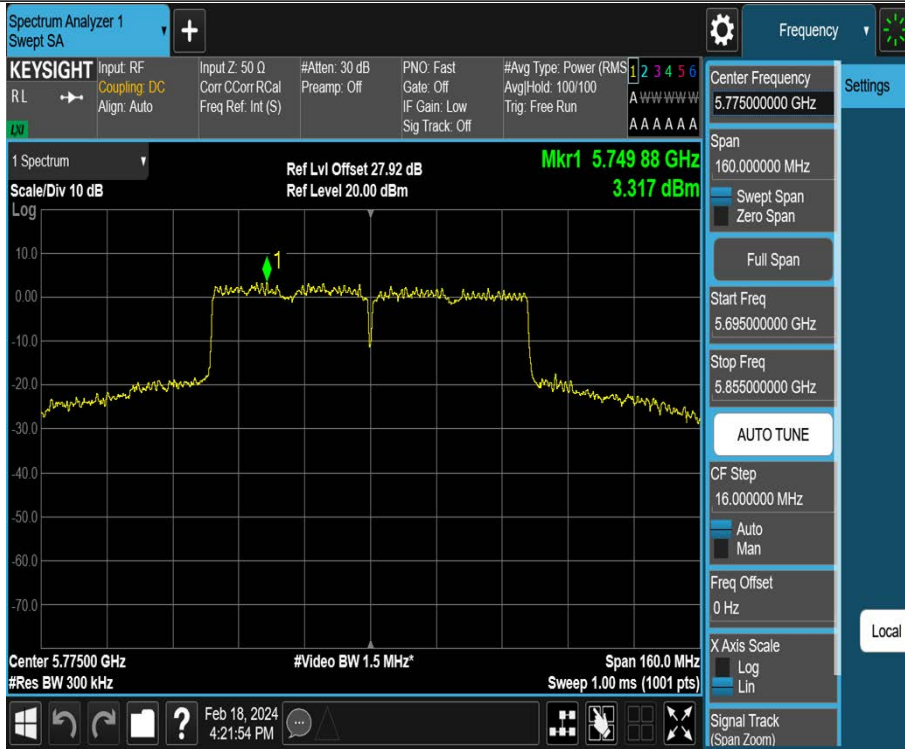 Spectrum Analyzer 1
Swept SA
+
Frequency
KEYSIGHT
RL
LXI
Input: RF
Coupling: DC
Align: Auto
Input Z: 50 Ω
Corr CCorr RCal
Freq Ref: Int (S)
#Atten: 30 dB
Preamp: Off
PNO: Fast
Gate: Off
IF Gain: Low
Sig Track: Off
#Avg Type: Power (RMS
Avg|Hold: 100/100
Trig: Free Run
1 2 3 4 5 6
A W W W W W
A A A A A A
1 Spectrum
Scale/Div 10 dB
Log
Ref Lvl Offset 27.92 dB
Ref Level 20.00 dBm
Mkr1 5.749 88 GHz
3.317 dBm
1
10.0
0.00
-10.0
-20.0
-30.0
-40.0
-50.0
-60.0
-70.0
Center 5.77500 GHz
#Res BW 300 kHz
#Video BW 1.5 MHz*
Span 160.0 MHz
Sweep 1.00 ms (1001 pts)
Center Frequency
5.775000000 GHz
Span
160.000000 MHz
Swept Span
Zero Span
Full Span
Start Freq
5.695000000 GHz
Stop Freq
5.855000000 GHz
AUTO TUNE
CF Step
16.000000 MHz
Auto
Man
Freq Offset
0 Hz
X Axis Scale
Log
Lin
Signal Track
(Span Zoom)
Settings
Local
?
Feb 18, 2024
4:21:54 PM